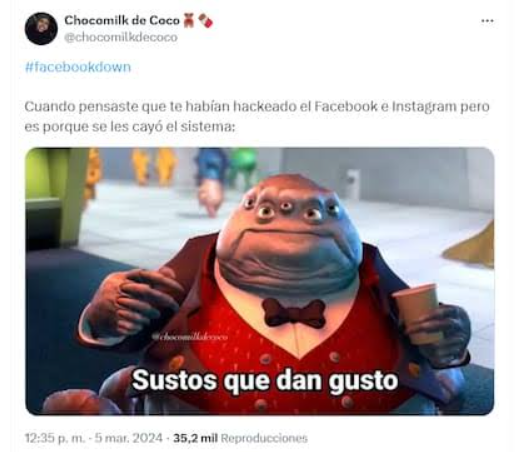 Chocomilk de Coco
@chocomilkdecoco
#facebookdown
Cuando pensaste que te habían hackeado el Facebook e Instagram pero
es porque se les cayó el sistema:
@chocomilkdecoco
Sustos que dan gusto
12:35 p. m. · 5 mar. 2024 · 35,2 mil Reproducciones